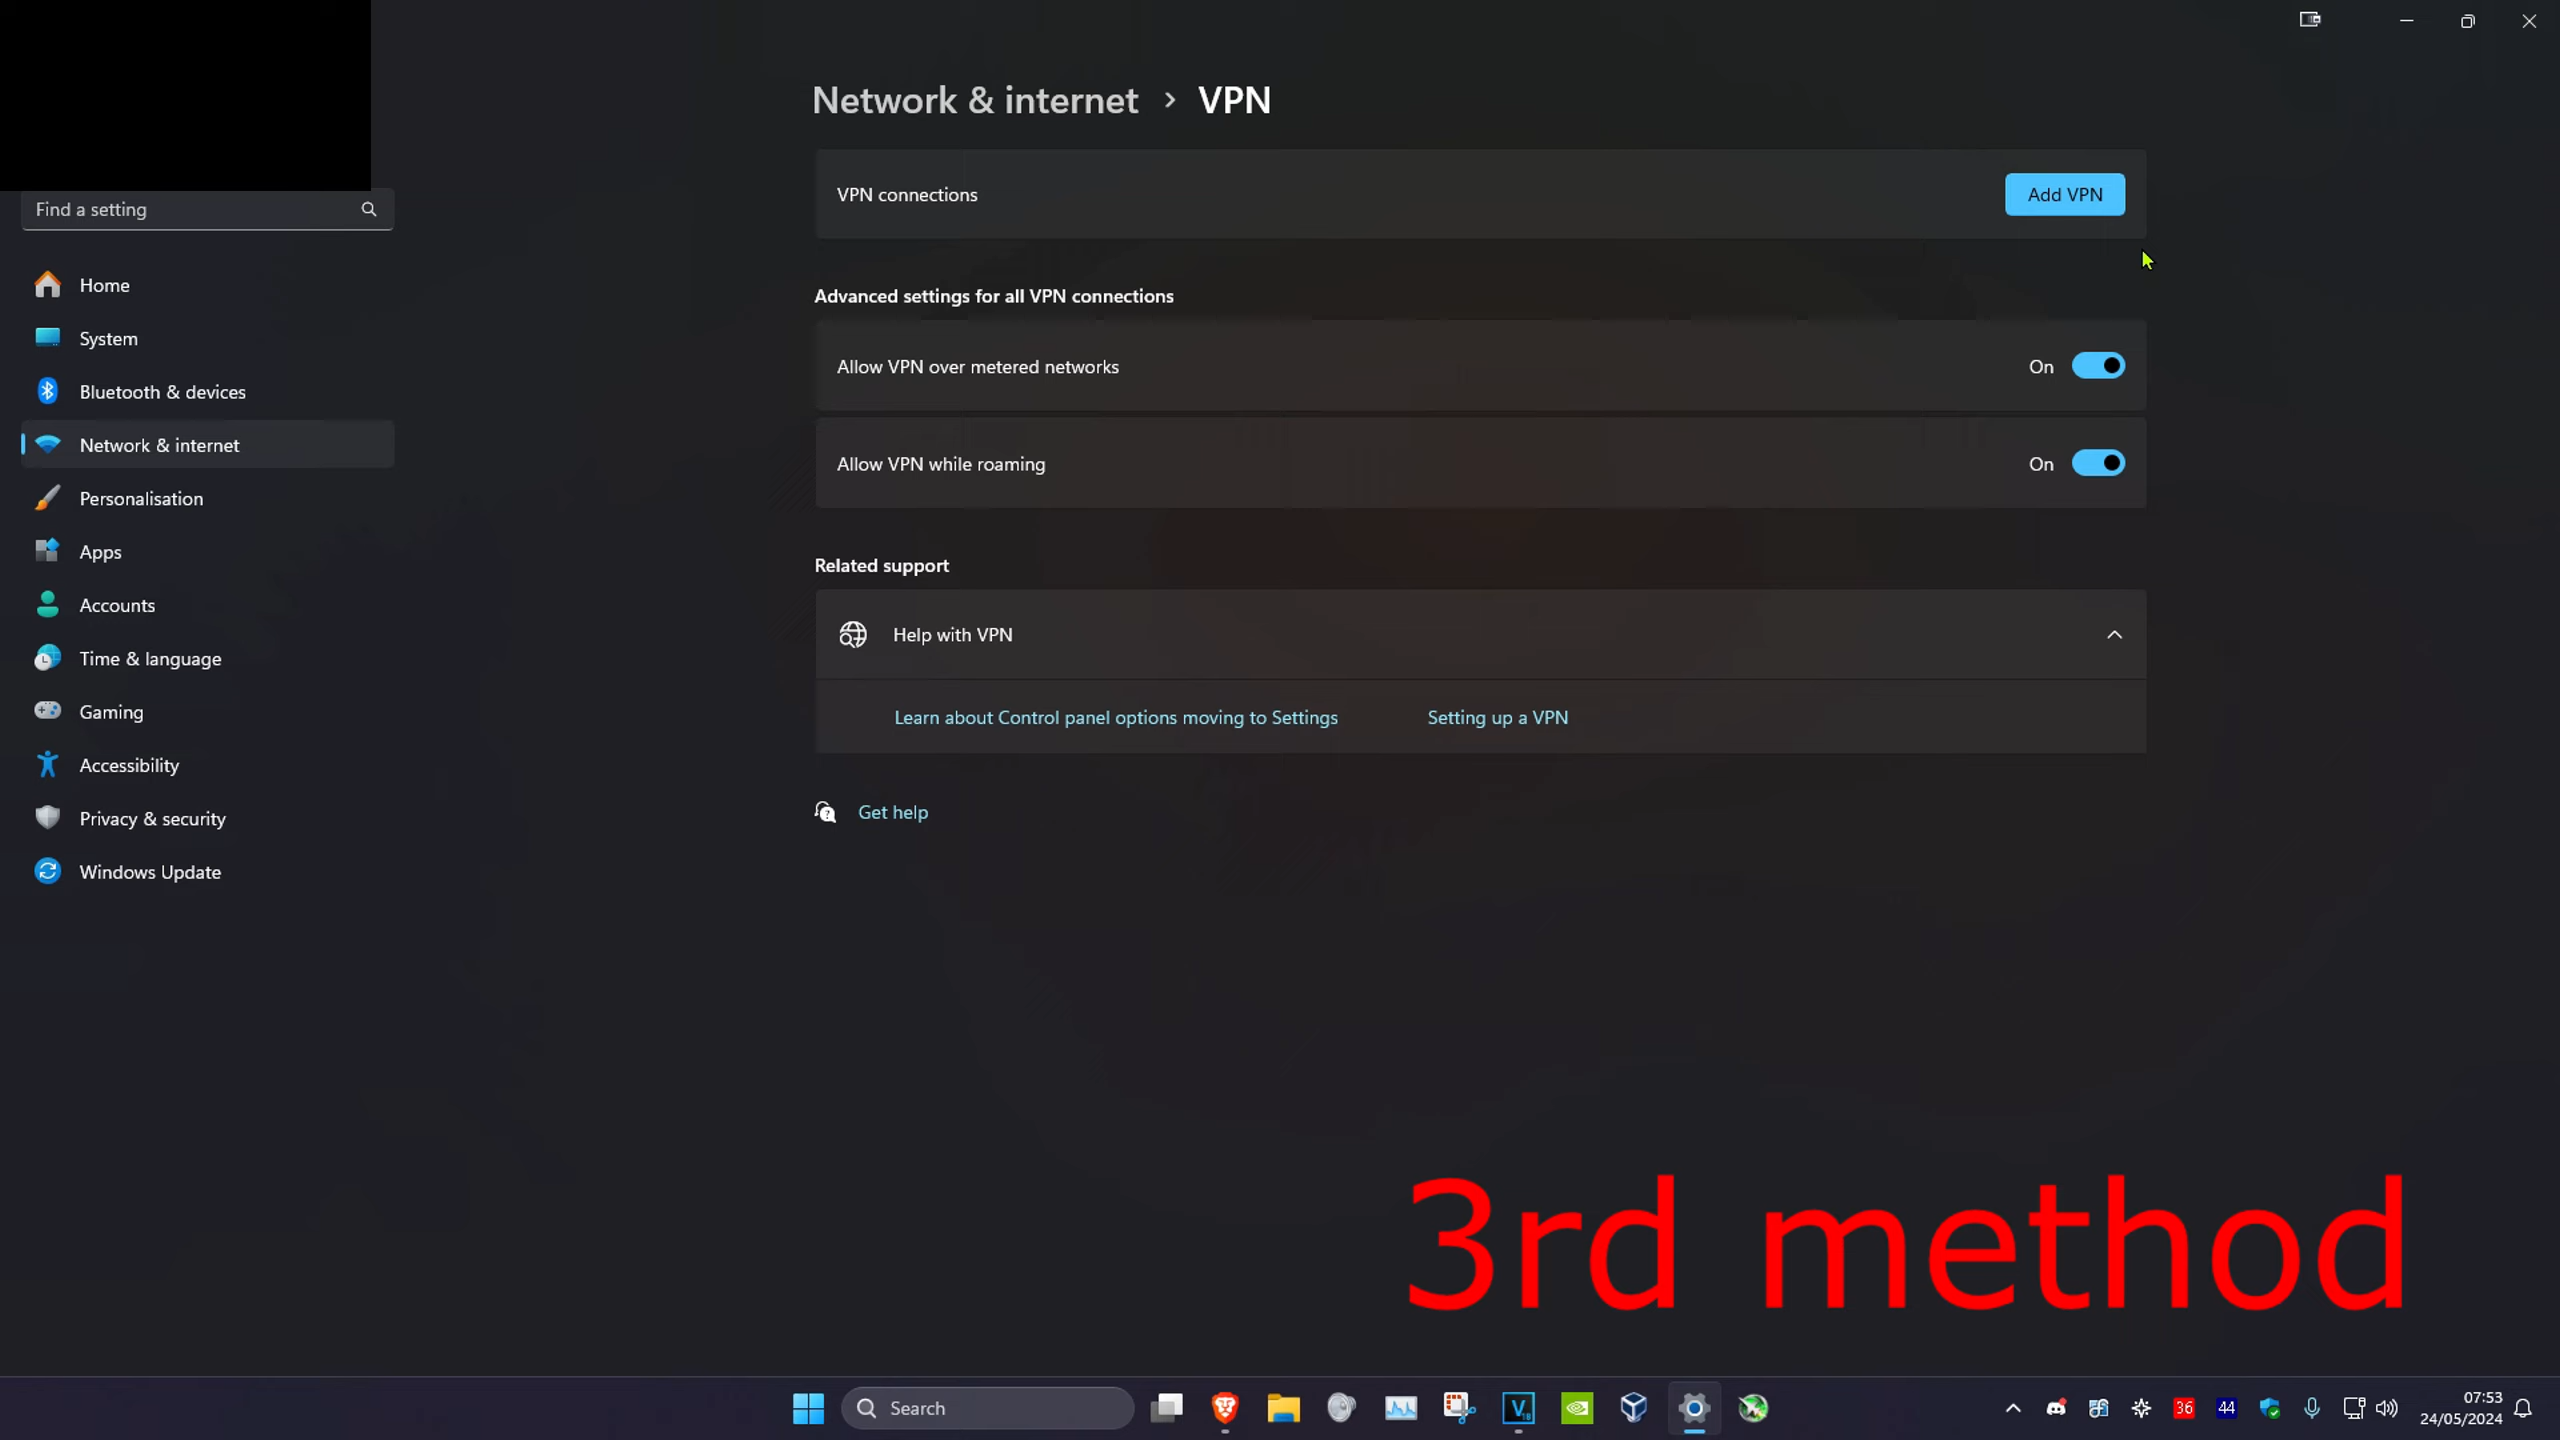 Network & internet > VPN
VPN connections
Add VPN
Find a setting
Home
System
Bluetooth & devices
Network & internet
Personalisation
Apps
Accounts
Time & language
Gaming
Accessibility
Privacy & security
Windows Update
Advanced settings for all VPN connections
Allow VPN over metered networks
On
Allow VPN while roaming
On
Related support
Help with VPN
Learn about Control panel options moving to Settings
Setting up a VPN
Get help
3rd method
Search
V
18
36
44
07:53
24/05/2024